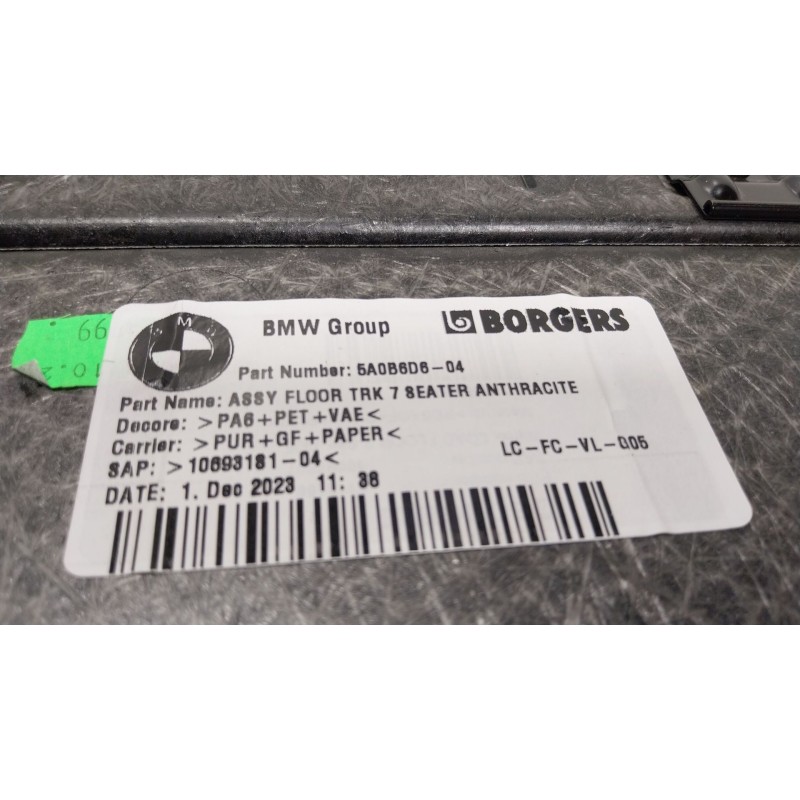 BMW
BMW Group
BORGERS
Part Number: 5A0B6D6-04
Part Name: ASSY FLOOR TRK 7 SEATER ANTHRACITE
Decore: >PA6+PET+VAE<
Carrier: >PUR+GF+PAPER<
LC-FC-VL-005
SAP: >10693181-04<
DATE: 1. Dec 2023 11: 38